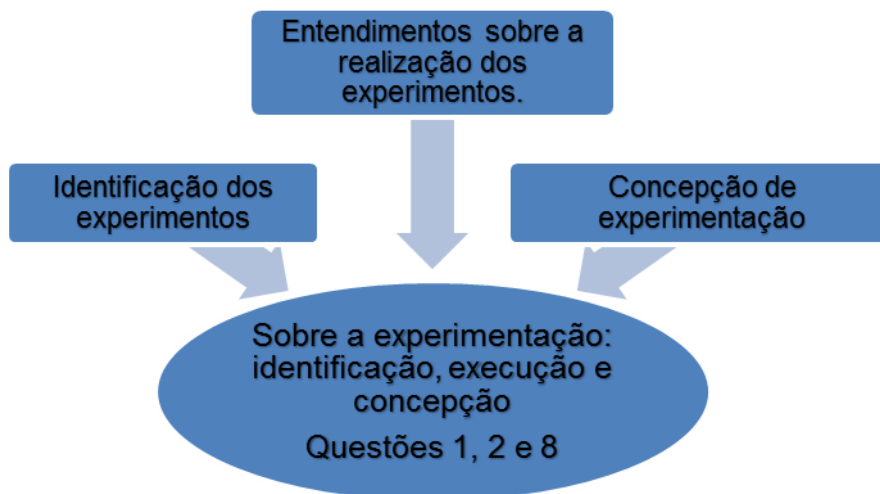 Entendimentos sobre a
realização dos
experimentos.
Identificação dos
experimentos
Concepção de
experimentação
Sobre a experimentação:
identificação, execução e
concepção
Questões 1, 2 e 8